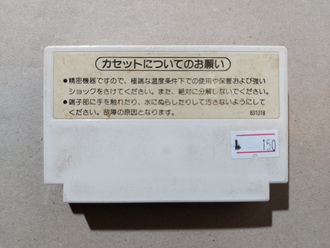 カセットについてのお願い
●精密機器ですので、極端な温度条件下での使用や保管および強い
ショックをさけてください。また、絶対に分解しないでください。
●端子部に手を触れたり、水にぬらしたりして汚さないようにして
ください。故障の原因となります。
831019
150